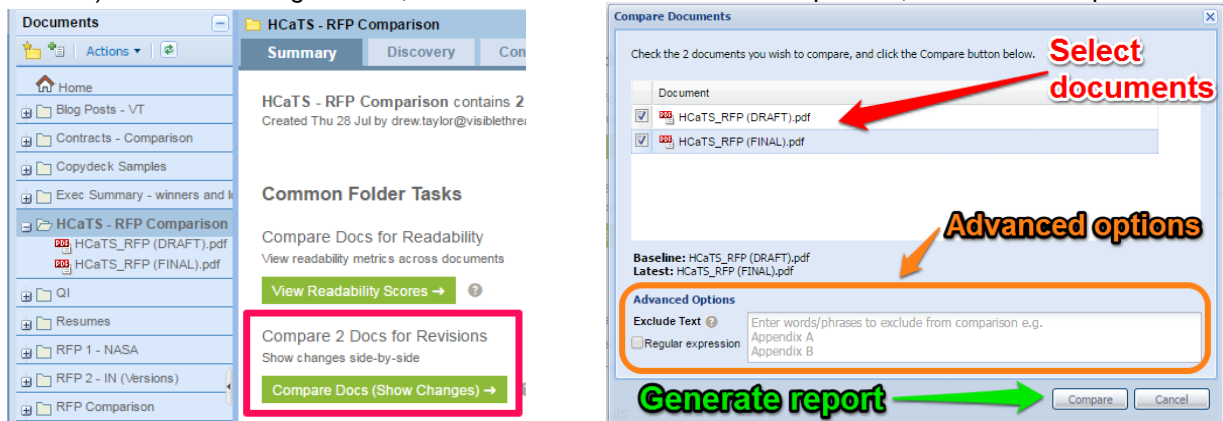 Documents
Actions
Home
Blog Posts - VT
Contracts - Comparison
Copydeck Samples
Exec Summary - winners and
HCaTS - RFP Comparison
HCaTS_RFP (DRAFT).pdf
HCaTS_RFP (FINAL).pdf
QI
Resumes
RFP 1 - NASA
RFP 2 - IN (Versions)
RFP Comparison
HCaTS - RFP Comparison
Summary Discovery Con
HCaTS - RFP Comparison contains 2
Created Thu 28 Jul by drew.taylor@visiblethrea
Common Folder Tasks
Compare Docs for Readability
View readability metrics across documents
View Readability Scores →
Compare 2 Docs for Revisions
Show changes side-by-side
Compare Docs (Show Changes) →
Compare Documents
Check the 2 documents you wish to compare, and click the Compare button below.
Select
documents
Document
HCaTS_RFP (DRAFT).pdf
HCaTS_RFP (FINAL).pdf
Advanced options
Baseline: HCaTS_RFP (DRAFT).pdf
Latest: HCaTS_RFP (FINAL).pdf
Advanced Options
Exclude Text ?
Enter words/phrases to exclude from comparison e.g.
Regular expression
Appendix A
Appendix B
Generate report
Compare Cancel